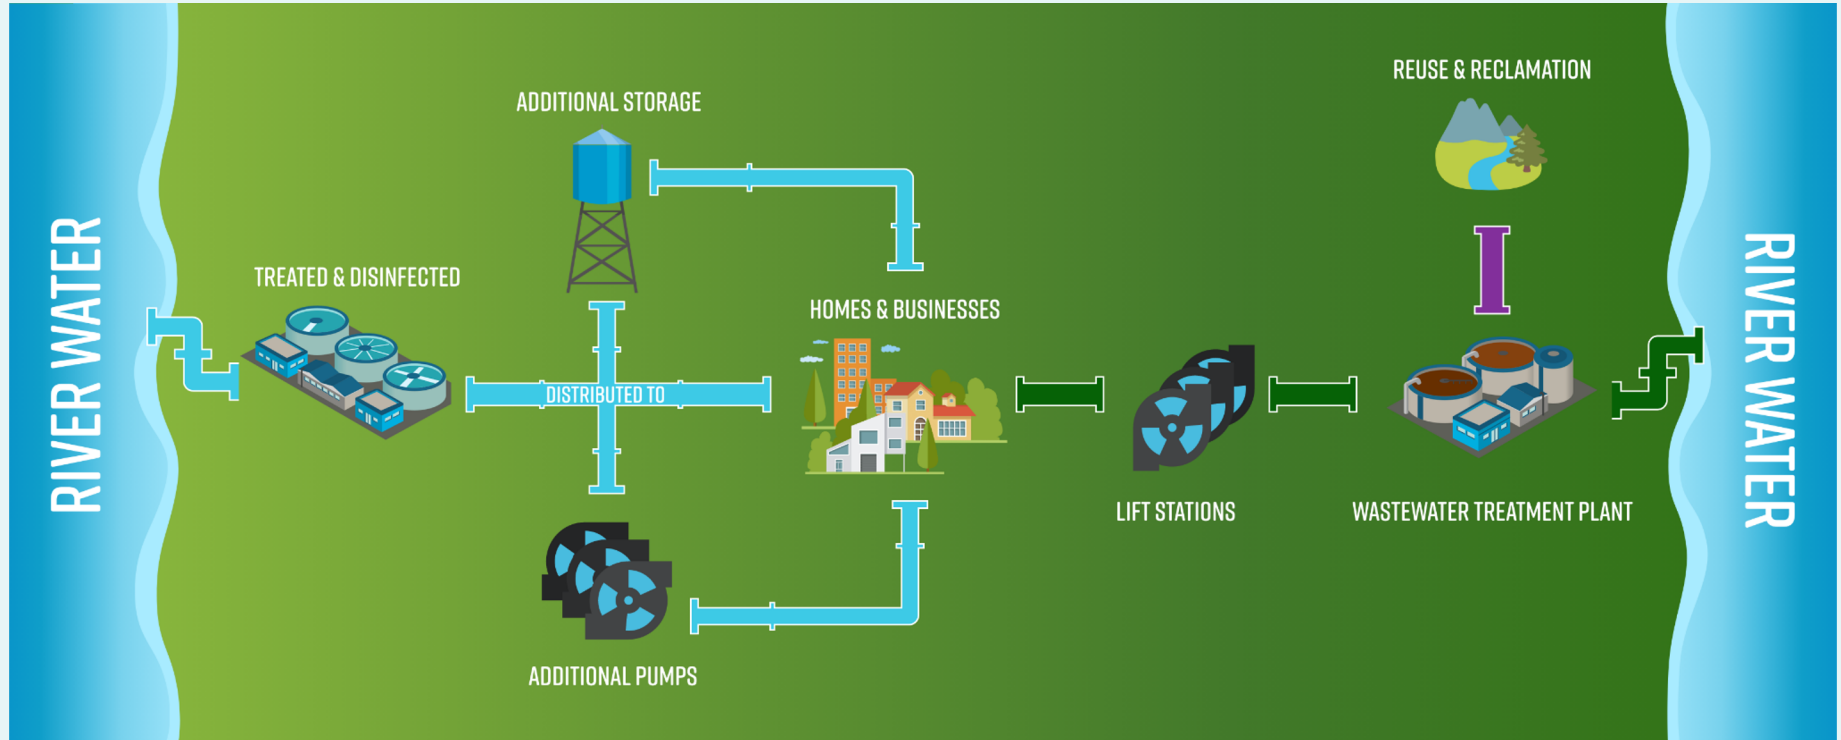 RIVER WATER
TREATED & DISINFECTED
ADDITIONAL STORAGE
DISTRIBUTED TO
ADDITIONAL PUMPS
HOMES & BUSINESSES
LIFT STATIONS
REUSE & RECLAMATION
WASTEWATER TREATMENT PLANT
RIVER WATER